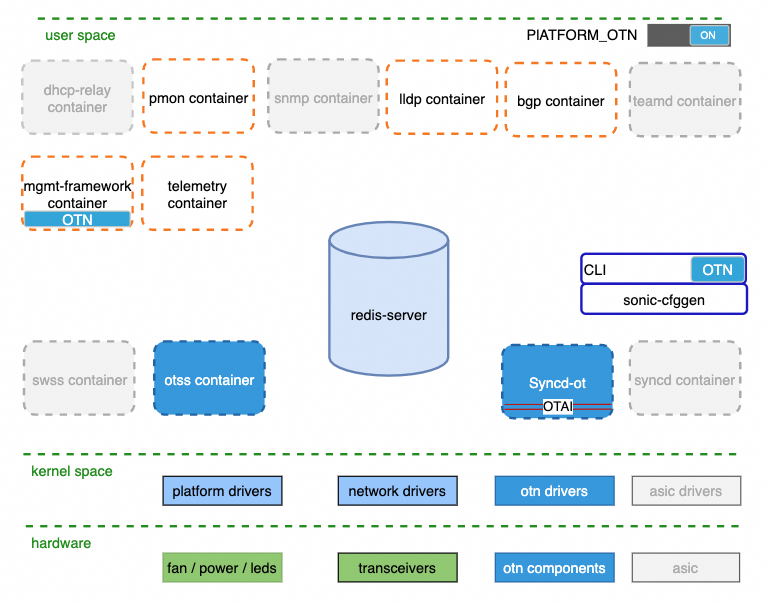 user space
PIATFORM_OTN
ON
dhcp-relay
container
pmon container
snmp container
lldp container
bgp container
teamd container
mgmt-framework
container
OTN
telemetry
container
redis-server
CLI
OTN
sonic-cfggen
swss container
otss container
Syncd-ot
OTAI
syncd container
kernel space
platform drivers
network drivers
otn drivers
asic drivers
hardware
fan / power / leds
transceivers
otn components
asic